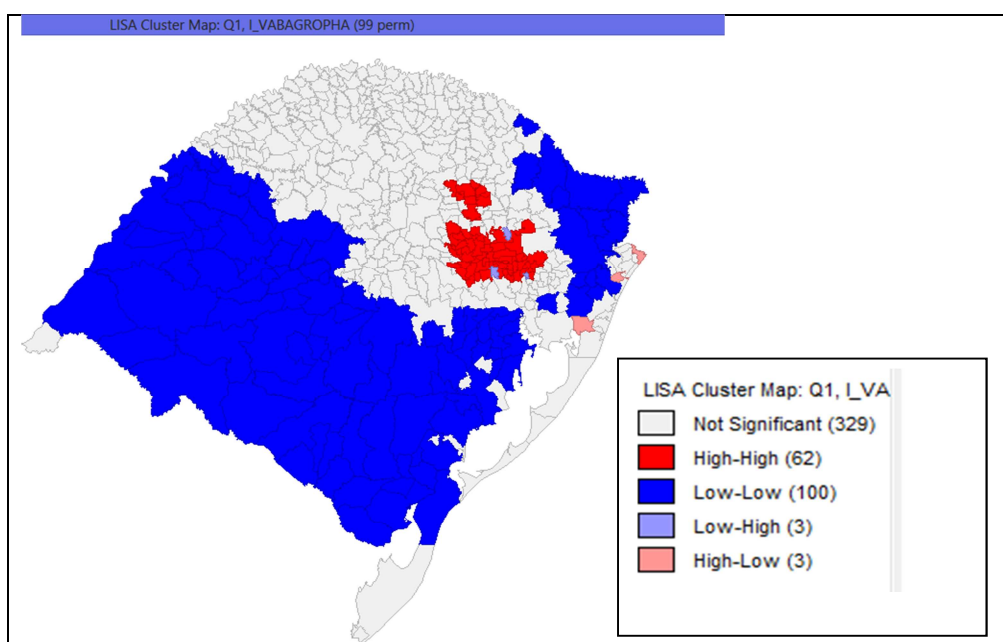 LISA Cluster Map: Q1, I_VABAGROPHA (99 perm)
LISA Cluster Map: Q1, I_VA
Not Significant (329)
High-High (62)
Low-Low (100)
Low-High (3)
High-Low (3)